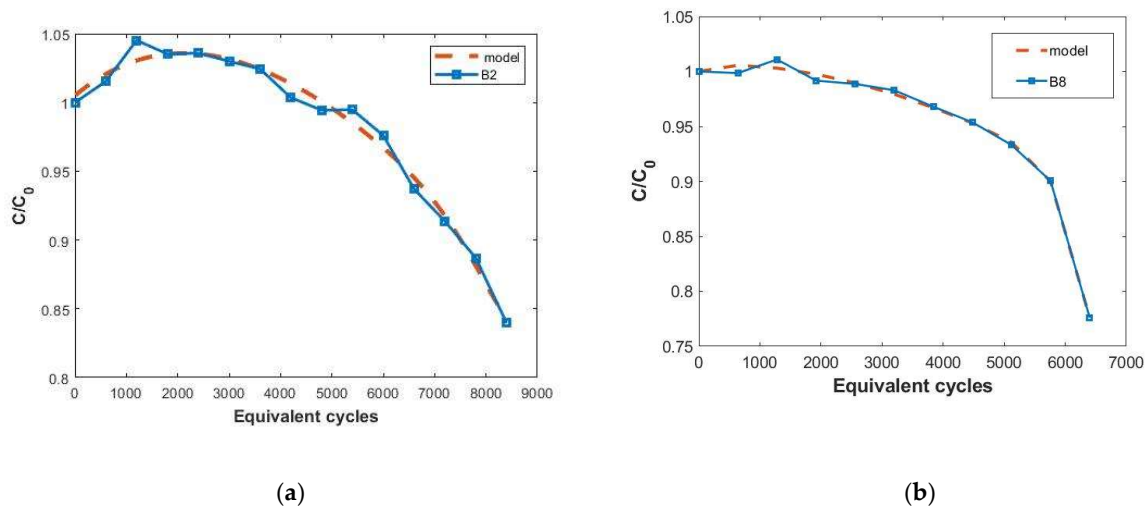 1.05
1
0.95
0.9
0.85
0.8
C/C0
0 1000 2000 3000 4000 5000 6000 7000 8000 9000
Equivalent cycles
model
B2
(a)
1.05
1
0.95
0.9
0.85
0.8
0.75
C/C0
0 1000 2000 3000 4000 5000 6000 7000
Equivalent cycles
model
B8
(b)